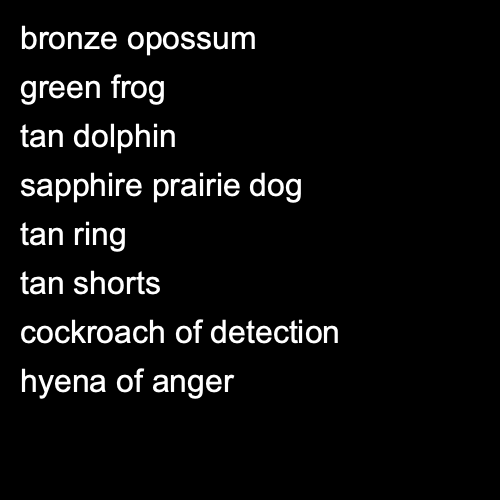 bronze opossum
green frog
tan dolphin
sapphire prairie dog
tan ring
tan shorts
cockroach of detection
hyena of anger